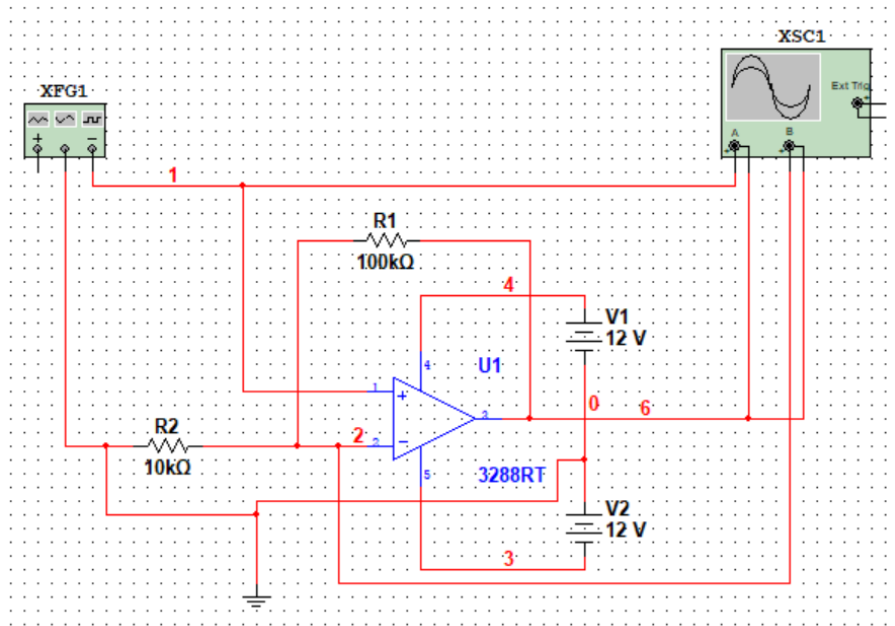 XSC1
XFG1
Ext Trig
+
+ −
A B
+ +
1
R1
100kΩ
4
V1
12 V
4
U1
1
+
0 6
3
R2
10kΩ
2
2
−
5
3288RT
V2
12 V
3